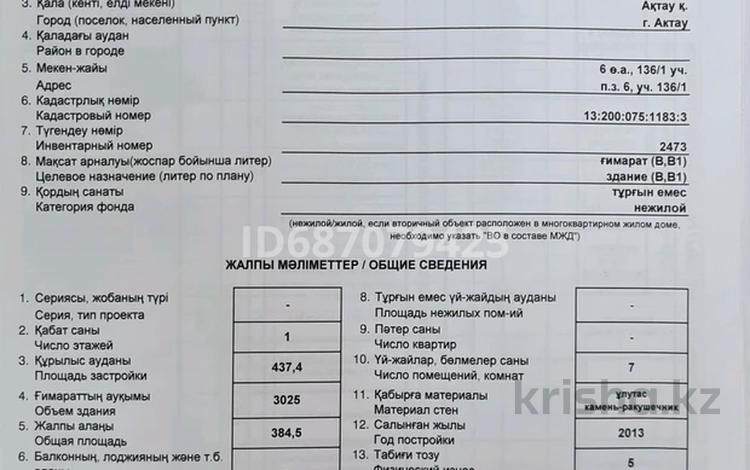 3. Қала (кенті, елді мекені) Ақтау қ.
Город (поселок, населенный пункт) г. Актау
4. Қаладағы аудан
Район в городе
5. Мекен-жайы 6 ө.а., 136/1 уч.
Адрес п.з. 6, уч. 136/1
6. Кадастрлық нөмір
Кадастровый номер 13:200:075:1183:3
7. Түгендеу нөмір
Инвентарный номер 2473
8. Мақсат арналуы(жоспар бойынша литер) ғимарат (В,В1)
Целевое назначение (литер по плану) здание (В,В1)
9. Қордың санаты тұрғын емес
Категория фонда нежилой
(нежилой/жилой, если вторичный объект расположен в многоквартирном жилом доме,
необходимо указать "ВО в составе МЖД")
ID687079425
ЖАЛПЫ МӘЛІМЕТТЕР / ОБЩИЕ СВЕДЕНИЯ
1. Сериясы, жобаның түрі -
Серия, тип проекта
2. Қабат саны 1
Число этажей
3. Құрылыс ауданы 437,4
Площадь застройки
4. Ғимараттың ауқымы 3025
Объем здания
5. Жалпы алаңы 384,5
Общая площадь
6. Балконның, лоджияның және т.б.
8. Тұрғын емес үй-жайдың ауданы -
Площадь нежилых пом-ий
9. Пәтер саны -
Число квартир
10. Үй-жайлар, бөлмелер саны 7
Число помещений, комнат
11. Қабырға материалы ұлутас
Материал стен камень-ракушечник
12. Салынған жылы 2013
Год постройки
13. Табиғи тозу 5
Физический износ
krisha.kz